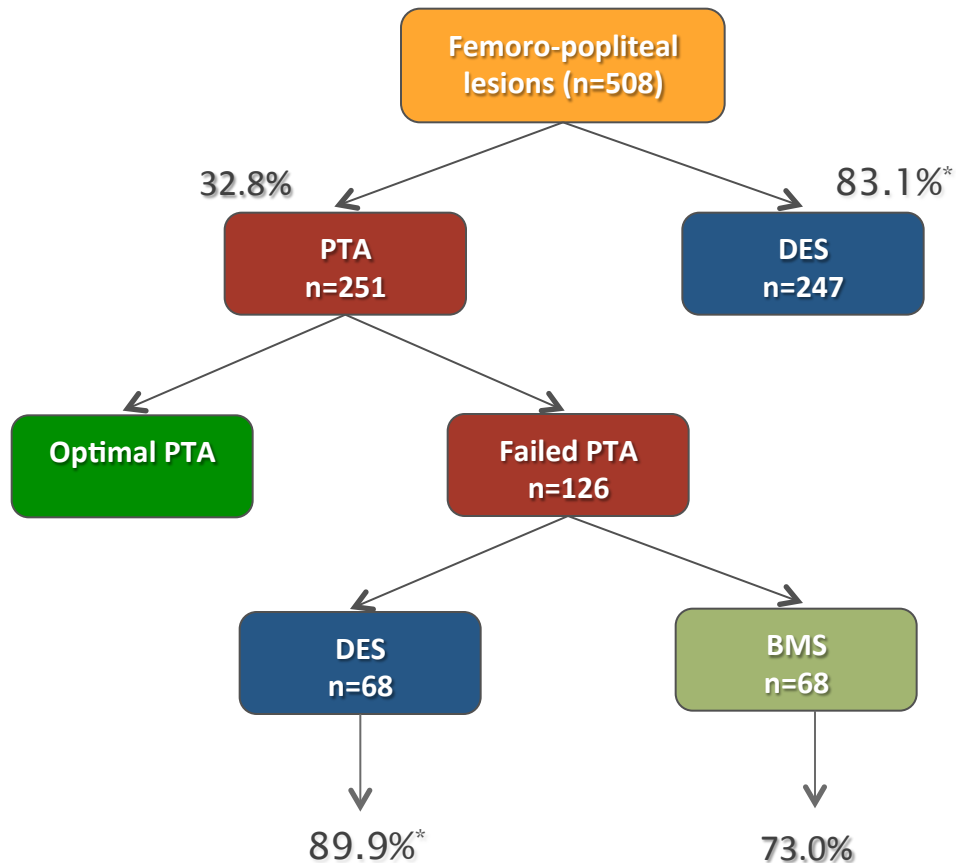 Femoro-popliteal
lesions (n=508)
32.8%
83.1%*
PTA
n=251
DES
n=247
Optimal PTA
Failed PTA
n=126
DES
n=68
BMS
n=68
89.9%*
73.0%